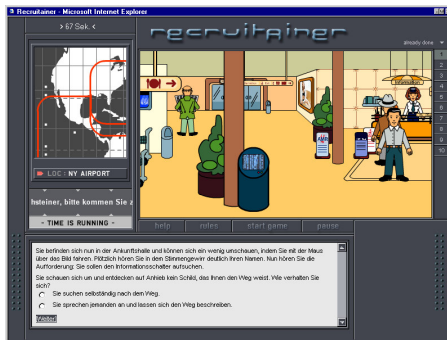 Recruitainer - Microsoft Internet Explorer
> 67 Sek. <
recruitainer
already done
1
2
3
4
5
6
7
8
9
10
Information
LOC : NY AIRPORT
hsteiner, bitte kommen Sie z
- TIME IS RUNNING -
help rules start game pause
Sie befinden sich nun in der Ankunftshalle und können sich ein wenig umschauen, indem Sie mit der Maus
über das Bild fahren. Plötzlich hören Sie in dem Stimmengewirr deutlich Ihren Namen. Nun hören Sie die
Aufforderung: Sie sollen den Informationsschalter aufsuchen.
Sie schauen sich um und entdecken auf Anhieb kein Schild, das Ihnen den Weg weist. Wie verhalten Sie
sich?
Sie suchen selbständig nach dem Weg.
Sie sprechen jemanden an und lassen sich den Weg beschreiben.
[Weiter]